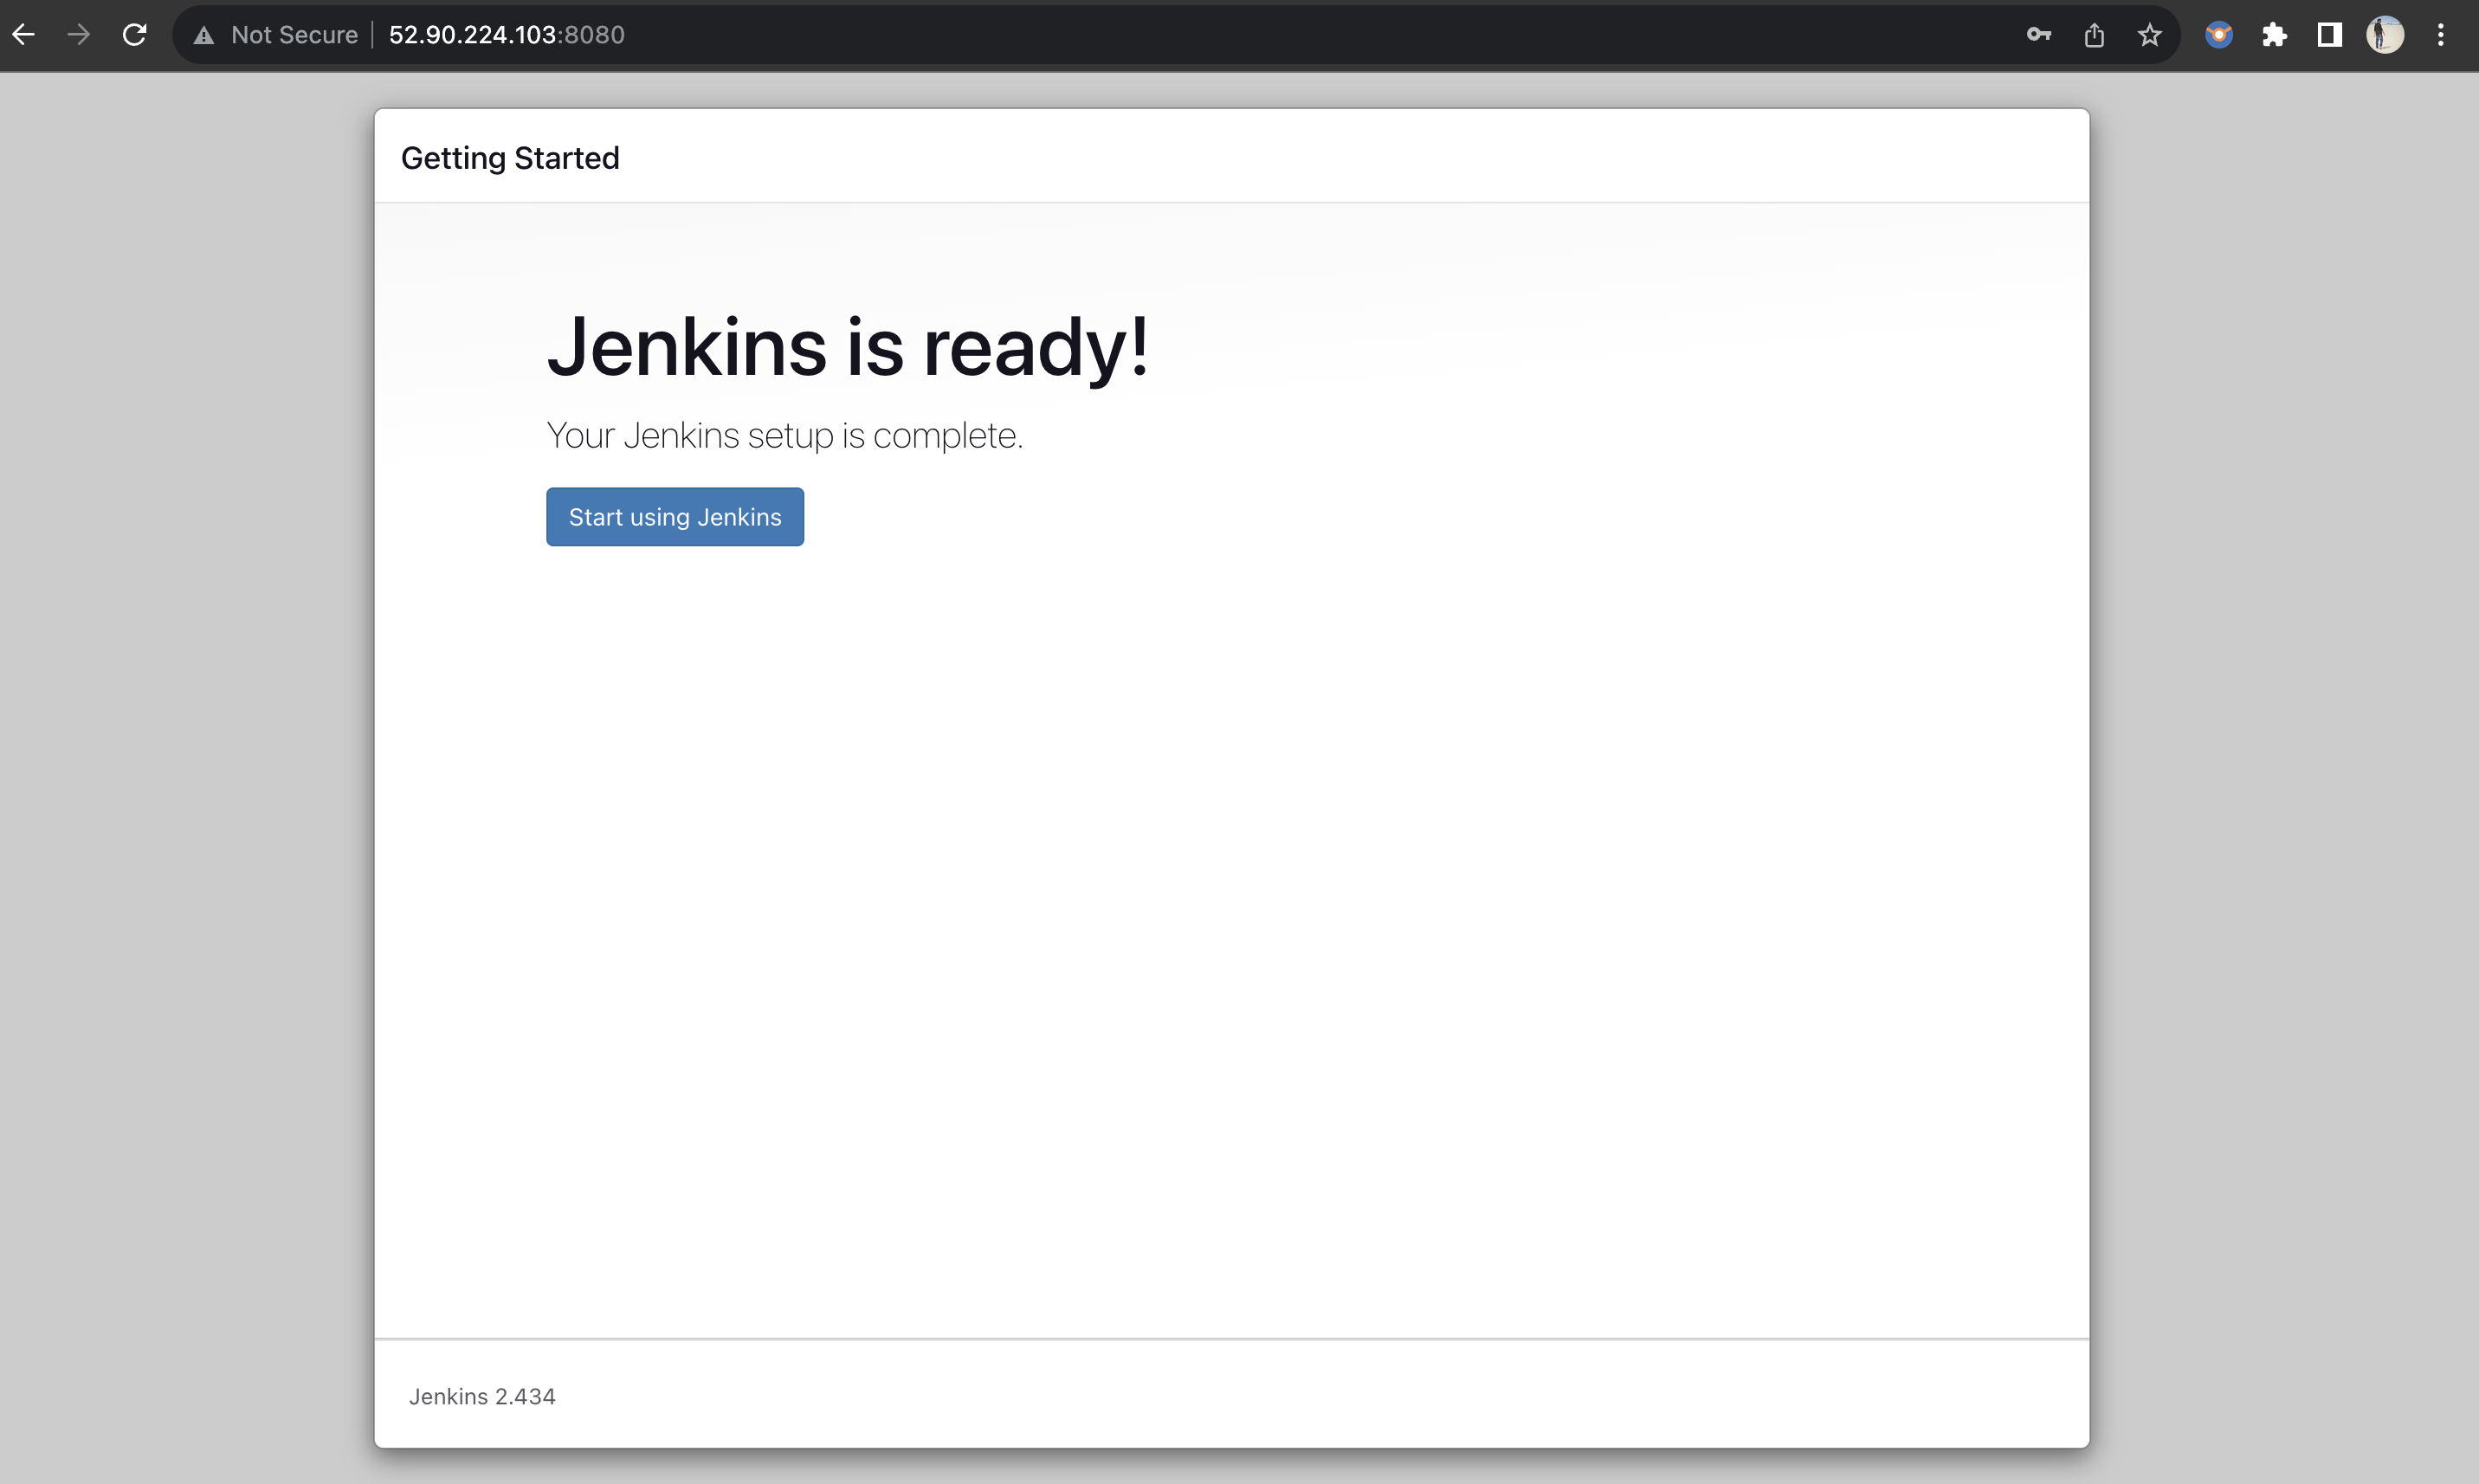 Not Secure 52.90.224.103:8080
Getting Started
Jenkins is ready!
Your Jenkins setup is complete.
Start using Jenkins
Jenkins 2.434